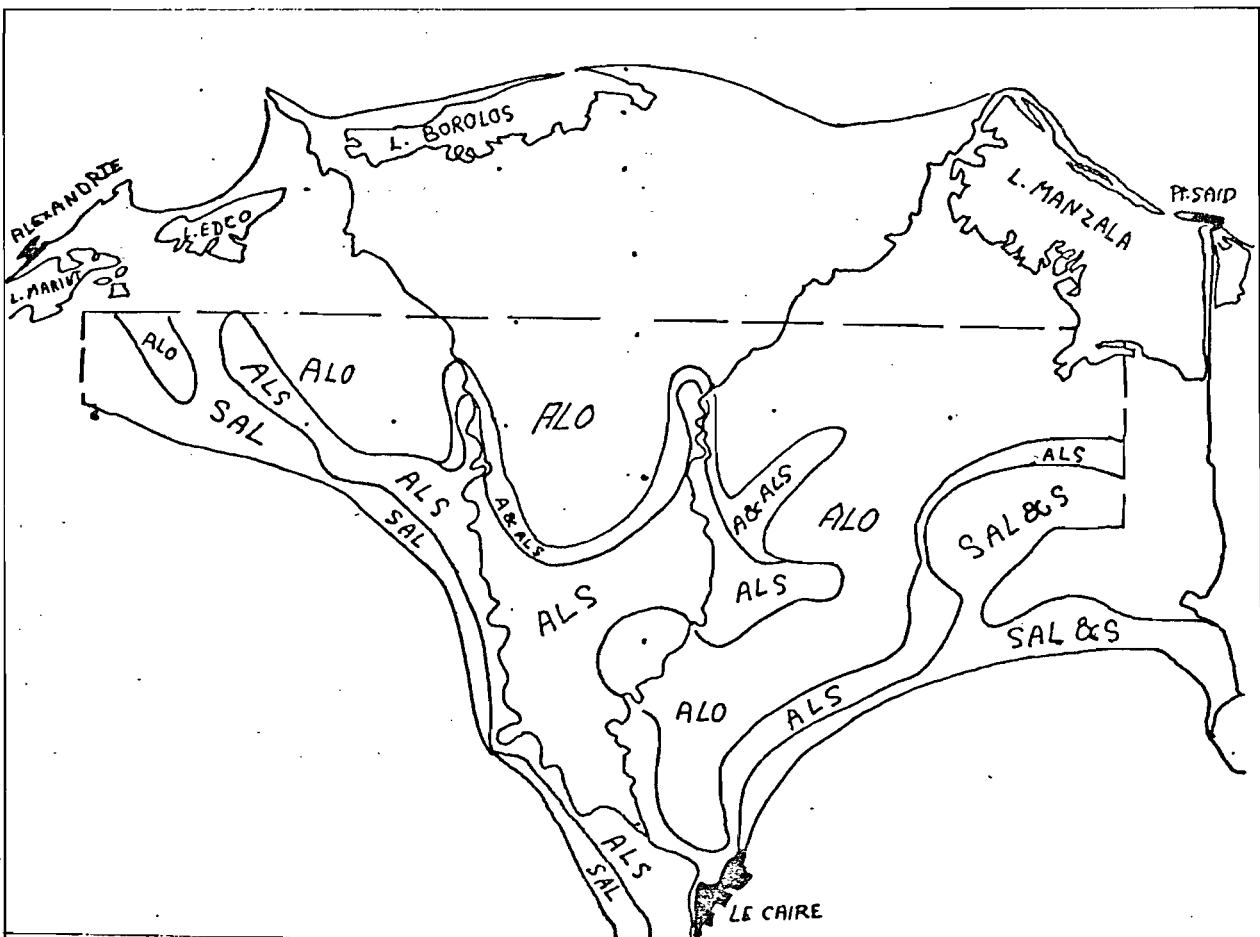 L. BOROLOS
ALEXANDRIE
L. EDCO
L. MARIUT
L. MANZALA
Pt. SAID
ALO
ALS
ALO
SAL
ALO
ALS
SAL
A&ALS
A&ALS
ALO
ALS
SAL&S
ALS
ALS
SAL&S
ALO
ALS
ALS
SAL
LE CAIRE